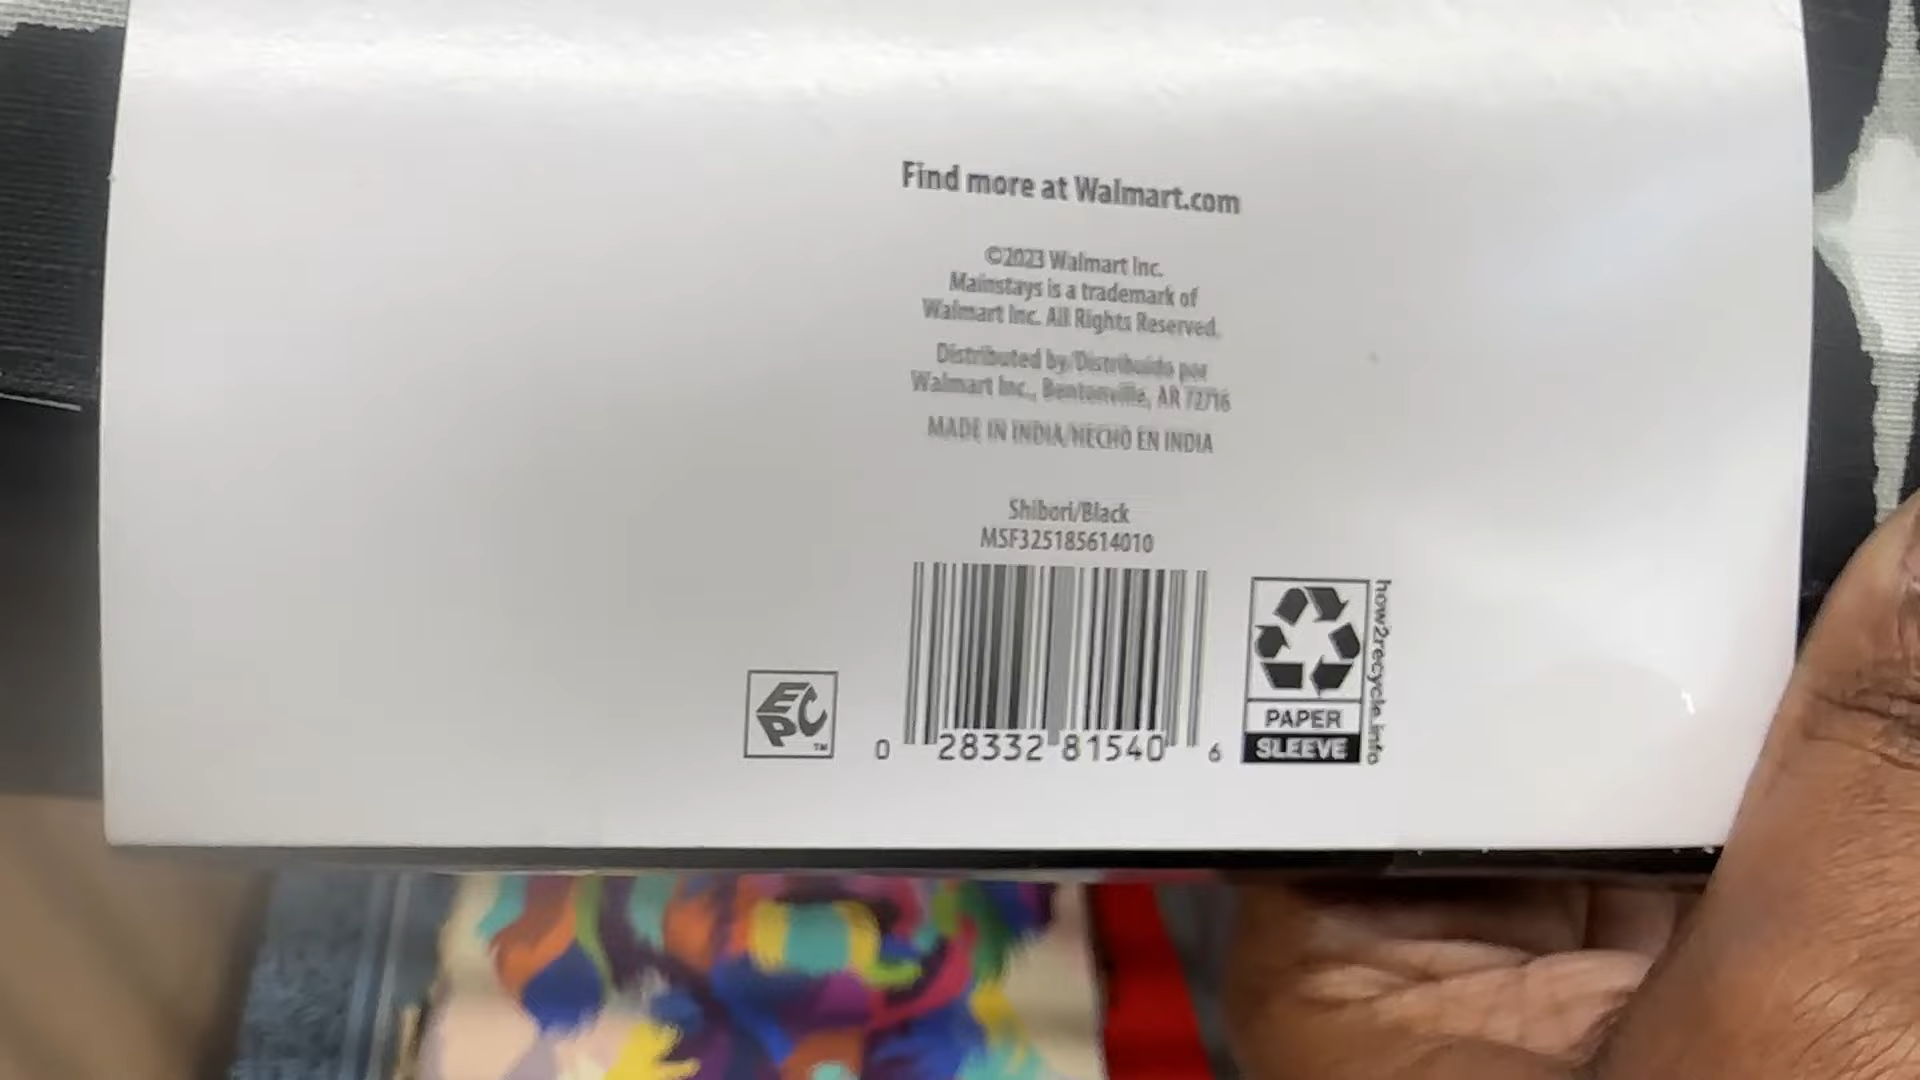 Find more at Walmart.com
©2023 Walmart Inc.
Mainstays is a trademark of
Walmart Inc. All Rights Reserved.
Distributed by/Distribuido por
Walmart Inc., Bentonville, AR 72716
MADE IN INDIA/HECHO EN INDIA
Shibori/Black
MSF325185614010
0 28332 81540 6
EPC™
PAPER
SLEEVE
how2recycle.info